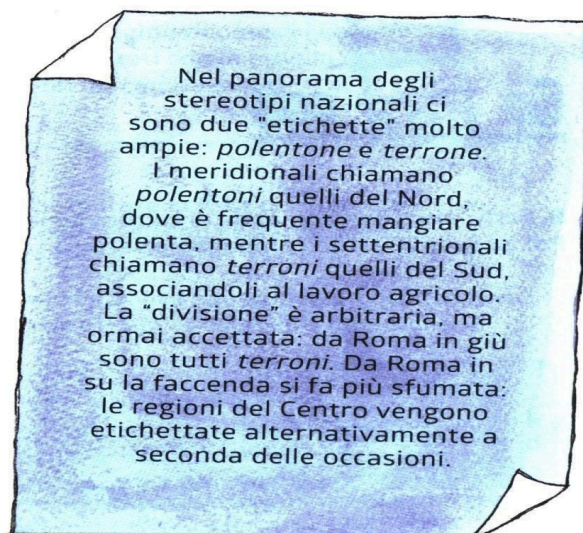 Nel panorama degli
stereotipi nazionali ci
sono due "etichette" molto
ampie: polentone e terrone.
I meridionali chiamano
polentoni quelli del Nord,
dove è frequente mangiare
polenta, mentre i settentrionali
chiamano terroni quelli del Sud,
associandoli al lavoro agricolo.
La “divisione” è arbitraria, ma
ormai accettata: da Roma in giù
sono tutti terroni. Da Roma in
su la faccenda si fa più sfumata:
le regioni del Centro vengono
etichettate alternativamente a
seconda delle occasioni.